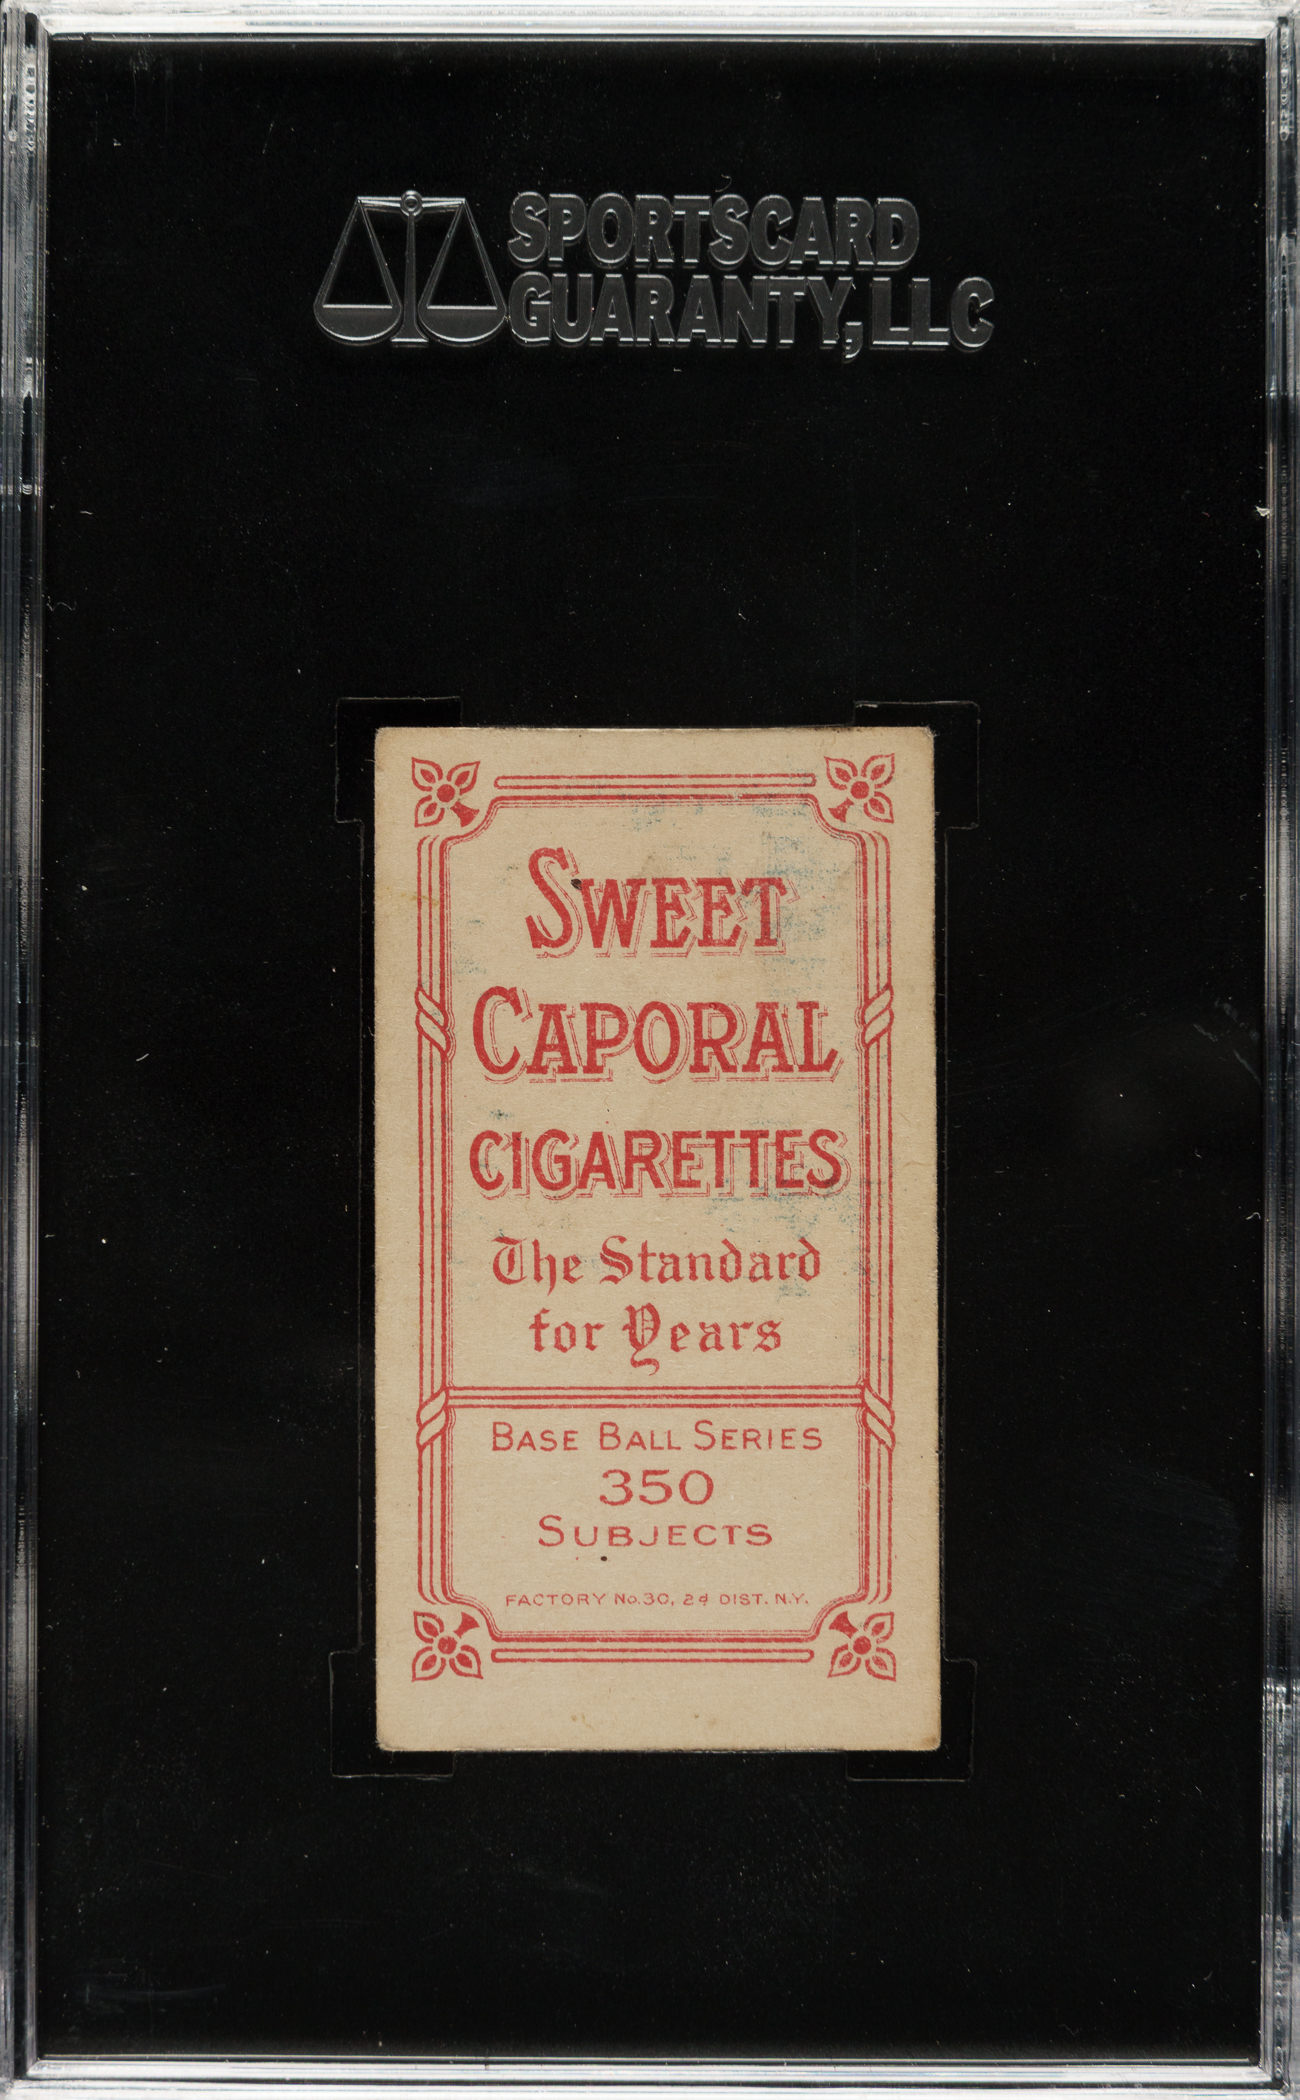 SPORTSCARD
GUARANTY, LLC
SWEET
CAPORAL
CIGARETTES
The Standard
for Years
BASE BALL SERIES
350
SUBJECTS
FACTORY No. 30, 2d DIST. N.Y.